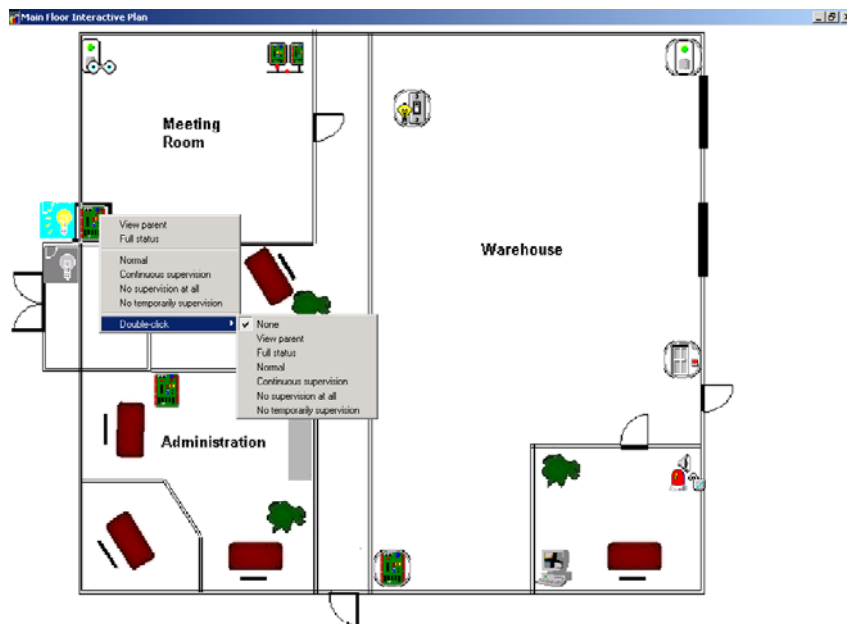 Main Floor Interactive Plan
Meeting
Room
View parent
Full status
Normal
Continuous supervision
No supervision at all
No temporarily supervision
Double-click
None
View parent
Full status
Normal
Continuous supervision
No supervision at all
No temporarily supervision
Warehouse
Administration